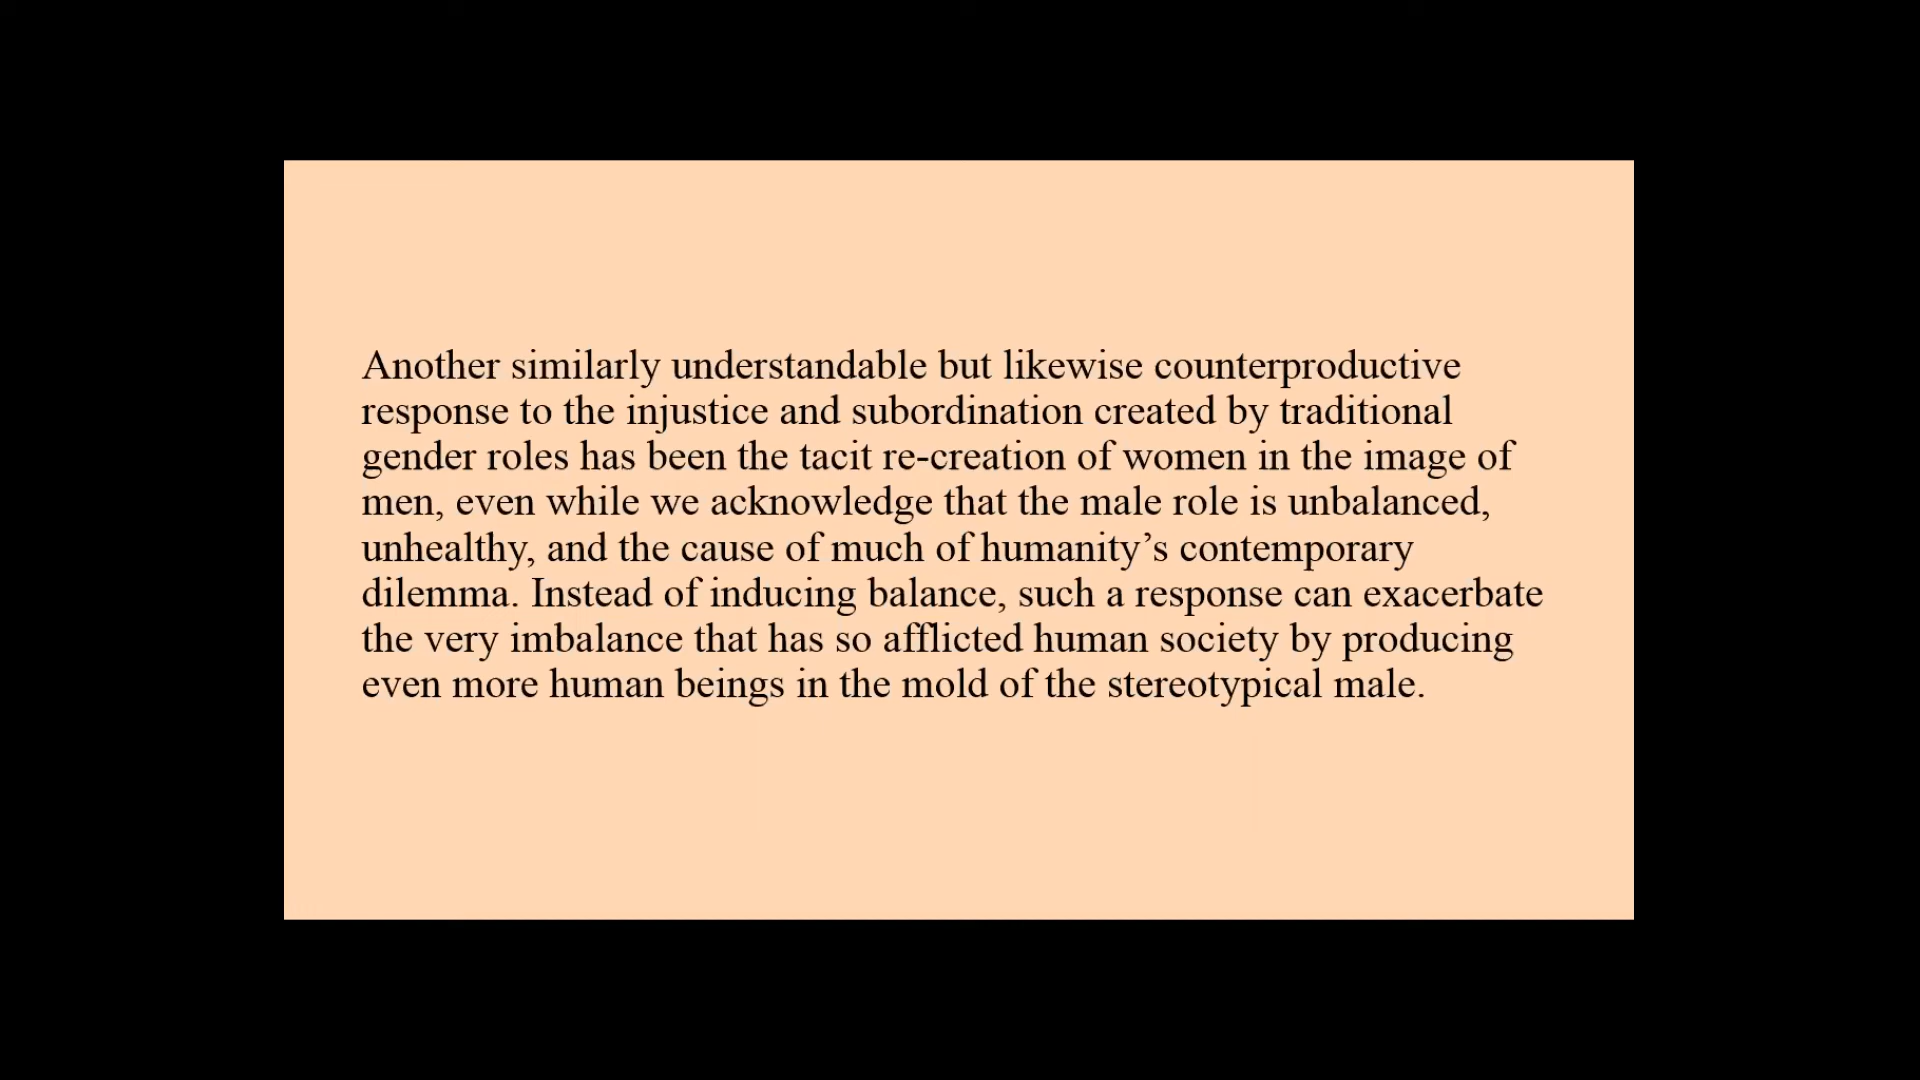 Another similarly understandable but likewise counterproductive
response to the injustice and subordination created by traditional
gender roles has been the tacit re-creation of women in the image of
men, even while we acknowledge that the male role is unbalanced,
unhealthy, and the cause of much of humanity’s contemporary
dilemma. Instead of inducing balance, such a response can exacerbate
the very imbalance that has so afflicted human society by producing
even more human beings in the mold of the stereotypical male.